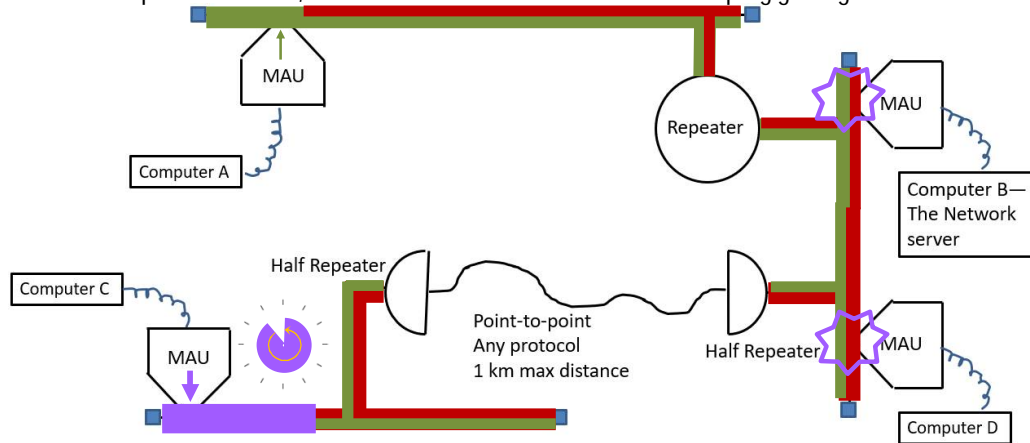 MAU
Computer A
Repeater
MAU
Computer B—
The Network
server
Half Repeater
Computer C
MAU
Point-to-point
Any protocol
1 km max distance
Half Repeater
MAU
Computer D